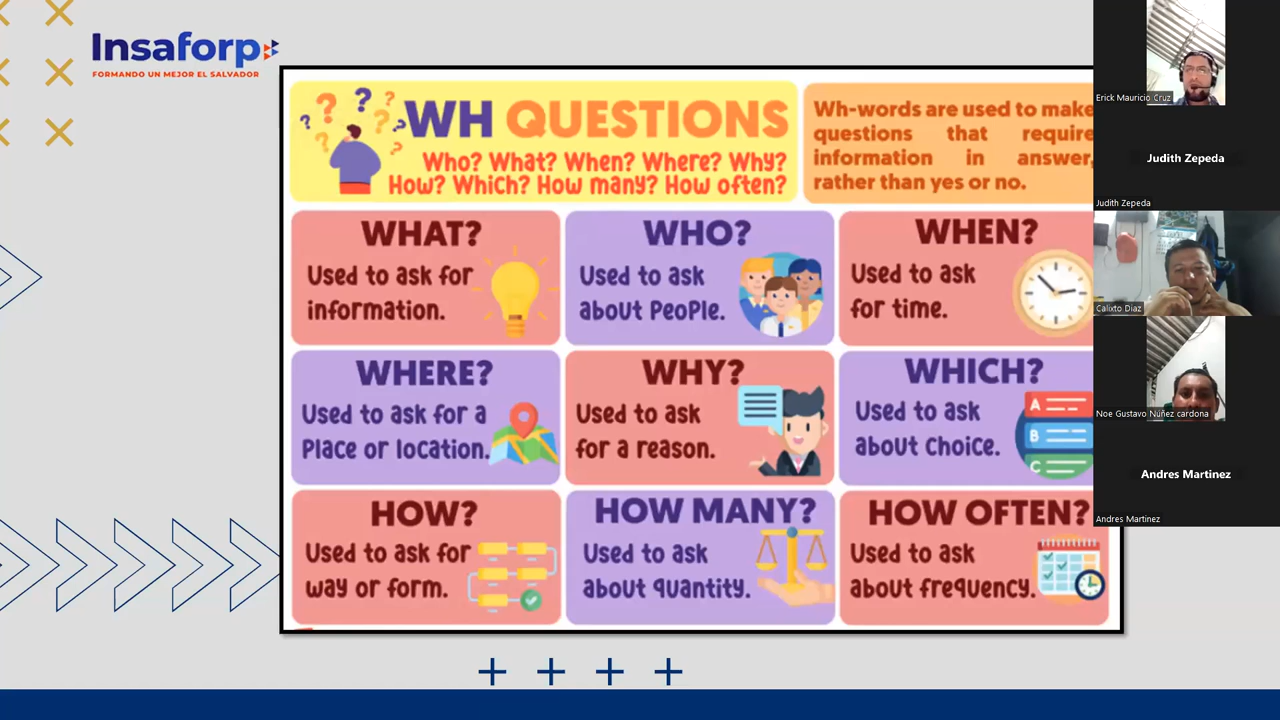 Insaforp
FORMANDO UN MEJOR EL SALVADOR
WH QUESTIONS
Who? What? When? Where? Why?
How? Which? How many? How often?
Wh-words are used to make
questions that require
information in answer,
rather than yes or no.
WHAT?
Used to ask for
information.
WHO?
Used to ask
about People.
WHEN?
Used to ask
for time.
WHERE?
Used to ask for a
Place or location.
WHY?
Used to ask
for a reason.
WHICH?
Used to ask
about Choice.
A
B
C
HOW?
Used to ask for
way or form.
HOW MANY?
Used to ask
about quantity.
HOW OFTEN?
Used to ask
about frequency.
Erick Mauricio Cruz
Judith Zepeda
Judith Zepeda
Calixto Diaz
Noe Gustavo Nuñez cardona
Andres Martinez
Andres Martinez